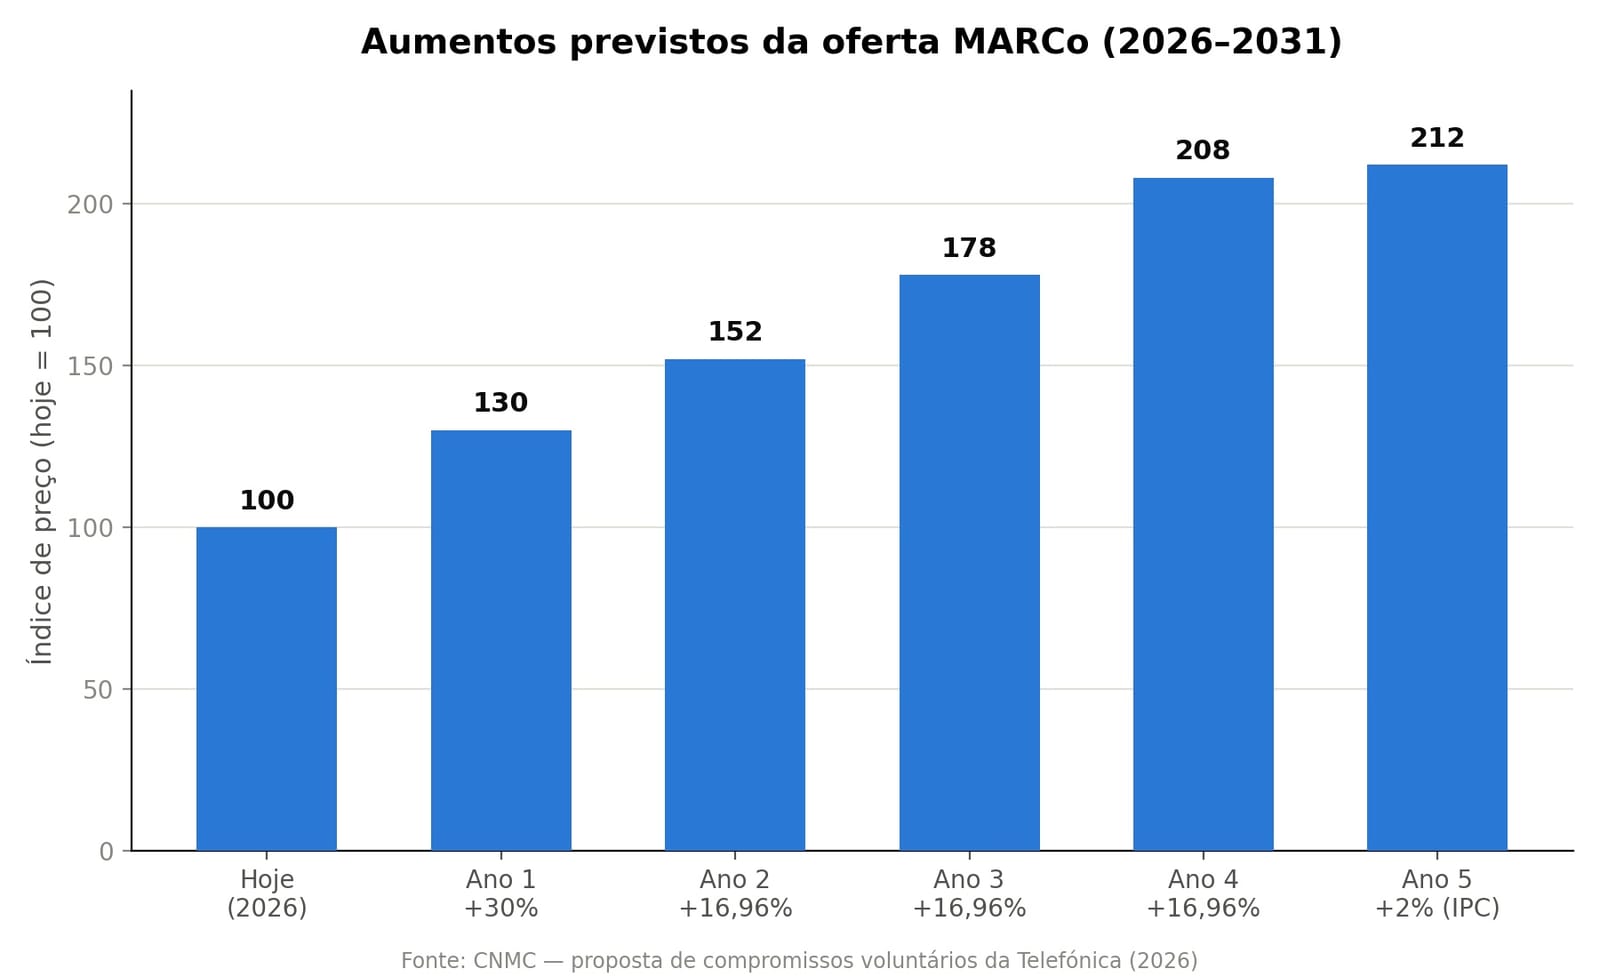 Aumentos previstos da oferta MARCo (2026–2031)
Índice de preço (hoje = 100)
200
150
100
50
0
100
130
152
178
208
212
Hoje
(2026)
Ano 1
+30%
Ano 2
+16,96%
Ano 3
+16,96%
Ano 4
+16,96%
Ano 5
+2% (IPC)
Fonte: CNMC — proposta de compromissos voluntários da Telefónica (2026)